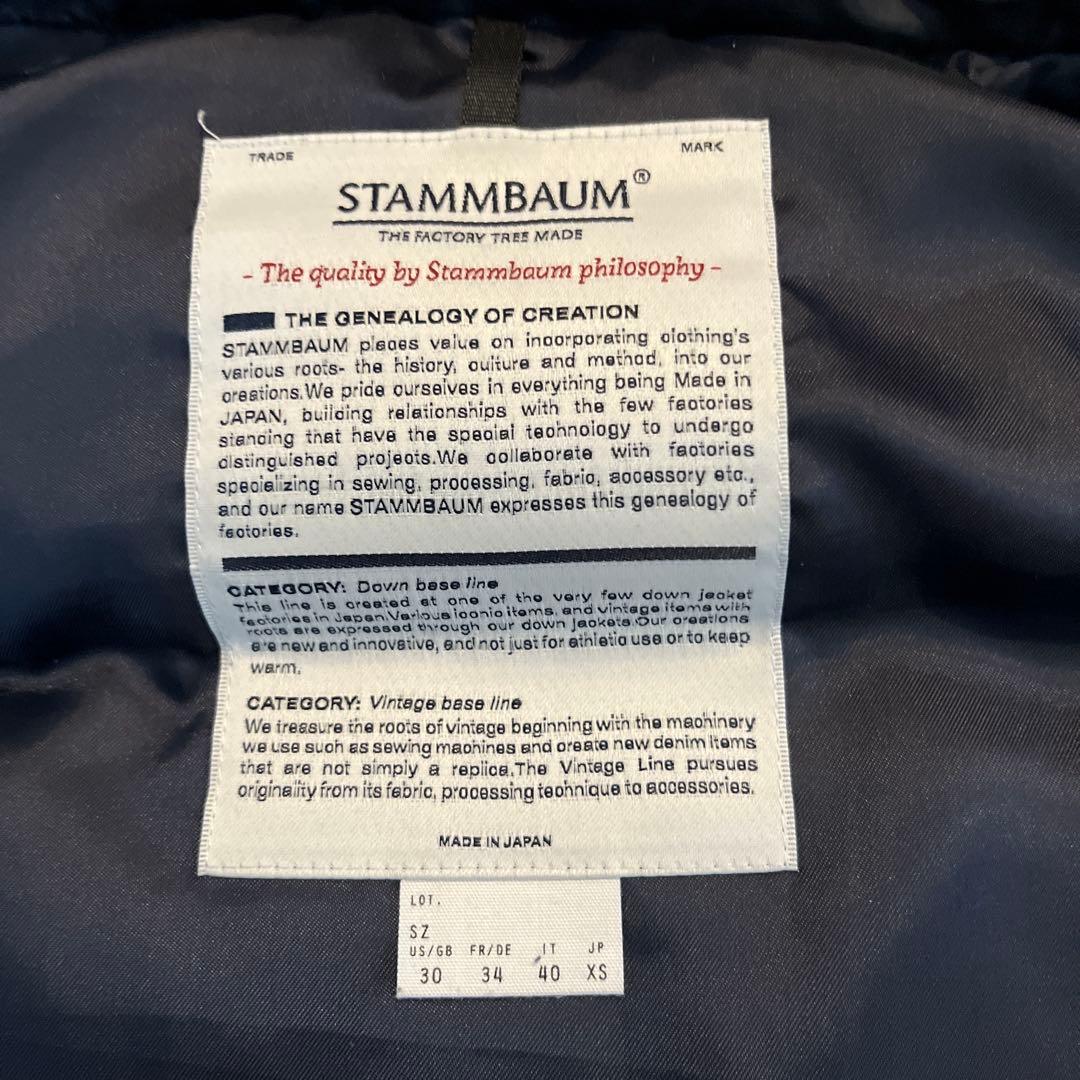 TRADE MARK
STAMMBAUM®
THE FACTORY TREE MADE
- The quality by Stammbaum philosophy -
THE GENEALOGY OF CREATION
STAMMBAUM places value on incorporating clothing's
various roots- the history, culture and method, into our
creations.We pride ourselves in everything being Made in
JAPAN, building relationships with the few factories
standing that have the special technology to undergo
distinguished projects.We collaborate with factories
specializing in sewing, processing, fabric, accessory etc.,
and our name STAMMBAUM expresses this genealogy of
factories.
CATEGORY: Down base line
This line is created at one of the very few down jacket
factories in Japan.Various iconic items, and vintage items with
roots are expressed through our down jackets.Our creations
are new and innovative, and not just for athletic use or to keep
warm.
CATEGORY: Vintage base line
We treasure the roots of vintage beginning with the machinery
we use such as sewing machines and create new denim items
that are not simply a replica.The Vintage Line pursues
originality from its fabric, processing technique to accessories.
MADE IN JAPAN
LOT.
SZ
US/GB FR/DE IT JP
30 34 40 XS